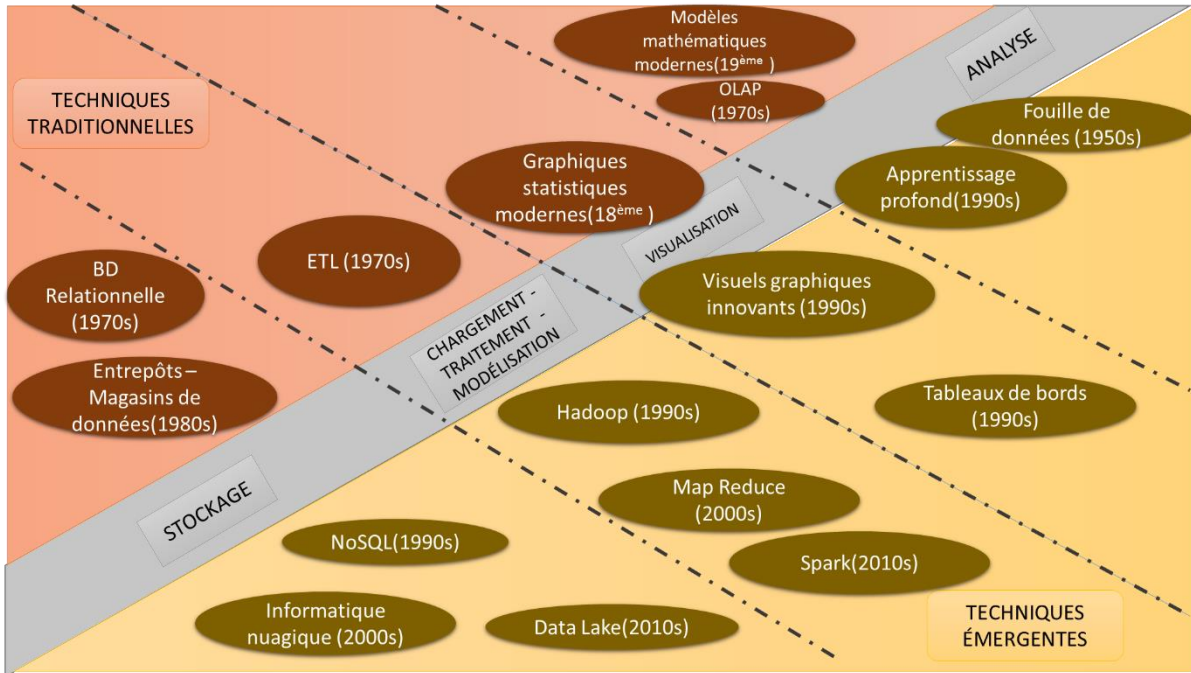 Modèles
mathématiques
modernes(19ème )
OLAP
(1970s)
ANALYSE
TECHNIQUES
TRADITIONNELLES
Fouille de
données (1950s)
Graphiques
statistiques
modernes(18ème )
Apprentissage
profond(1990s)
VISUALISATION
ETL (1970s)
BD
Relationnelle
(1970s)
Visuels graphiques
innovants (1990s)
CHARGEMENT -
TRAITEMENT -
MODÉLISATION
Entrepôts –
Magasins de
données(1980s)
Hadoop (1990s)
Tableaux de bords
(1990s)
STOCKAGE
Map Reduce
(2000s)
NoSQL(1990s)
Spark(2010s)
Informatique
nuagique (2000s)
Data Lake(2010s)
TECHNIQUES
ÉMERGENTES